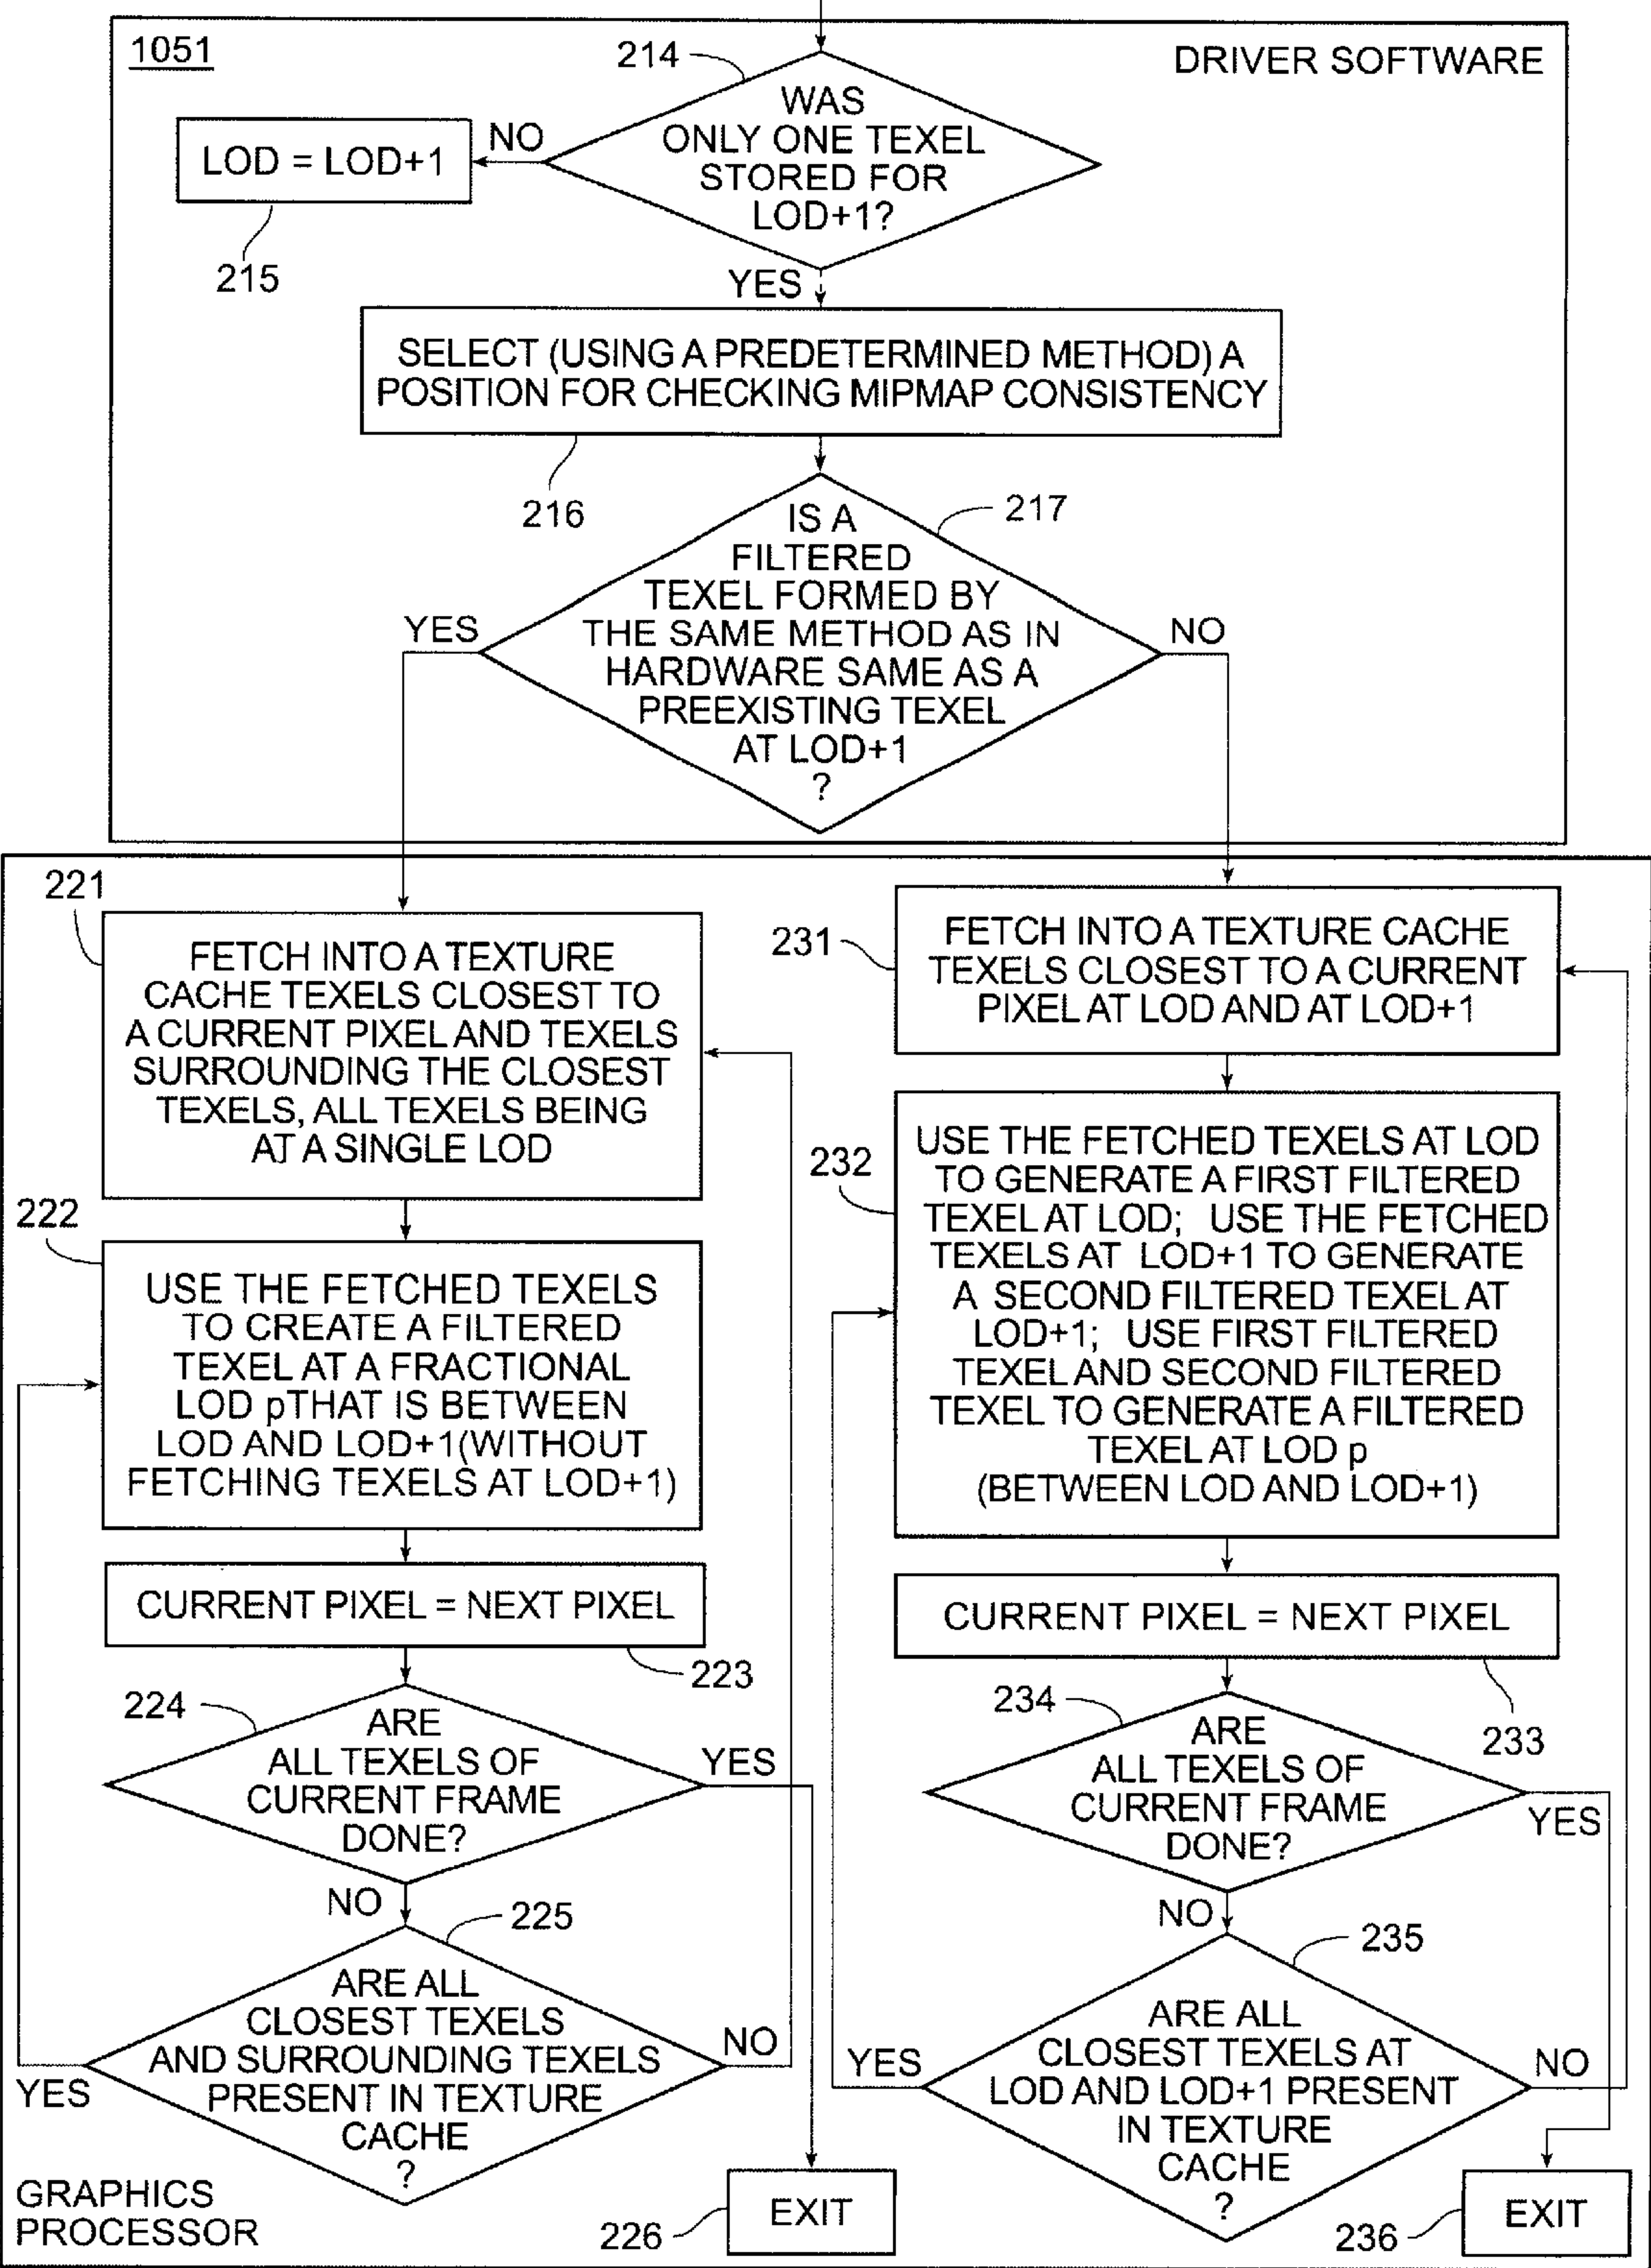 1051
DRIVER SOFTWARE
214
WAS
ONLY ONE TEXEL
STORED FOR
LOD+1?
NO
LOD = LOD+1
215
YES
SELECT (USING A PREDETERMINED METHOD) A
POSITION FOR CHECKING MIPMAP CONSISTENCY
216
217
IS A
FILTERED
TEXEL FORMED BY
THE SAME METHOD AS IN
HARDWARE SAME AS A
PREEXISTING TEXEL
AT LOD+1
?
YES
NO
221
FETCH INTO A TEXTURE
CACHE TEXELS CLOSEST TO
A CURRENT PIXEL AND TEXELS
SURROUNDING THE CLOSEST
TEXELS, ALL TEXELS BEING
AT A SINGLE LOD
222
USE THE FETCHED TEXELS
TO CREATE A FILTERED
TEXEL AT A FRACTIONAL
LOD pTHAT IS BETWEEN
LOD AND LOD+1(WITHOUT
FETCHING TEXELS AT LOD+1)
CURRENT PIXEL = NEXT PIXEL
223
224
ARE
ALL TEXELS OF
CURRENT FRAME
DONE?
YES
NO
225
ARE ALL
CLOSEST TEXELS
AND SURROUNDING TEXELS
PRESENT IN TEXTURE
CACHE
?
YES
NO
226
EXIT
231
FETCH INTO A TEXTURE CACHE
TEXELS CLOSEST TO A CURRENT
PIXEL AT LOD AND AT LOD+1
232
USE THE FETCHED TEXELS AT LOD
TO GENERATE A FIRST FILTERED
TEXEL AT LOD; USE THE FETCHED
TEXELS AT LOD+1 TO GENERATE
A SECOND FILTERED TEXEL AT
LOD+1; USE FIRST FILTERED
TEXEL AND SECOND FILTERED
TEXEL TO GENERATE A FILTERED
TEXEL AT LOD p
(BETWEEN LOD AND LOD+1)
CURRENT PIXEL = NEXT PIXEL
233
234
ARE
ALL TEXELS OF
CURRENT FRAME
DONE?
YES
NO
235
ARE ALL
CLOSEST TEXELS AT
LOD AND LOD+1 PRESENT
IN TEXTURE
CACHE
?
YES
NO
236
EXIT
GRAPHICS
PROCESSOR